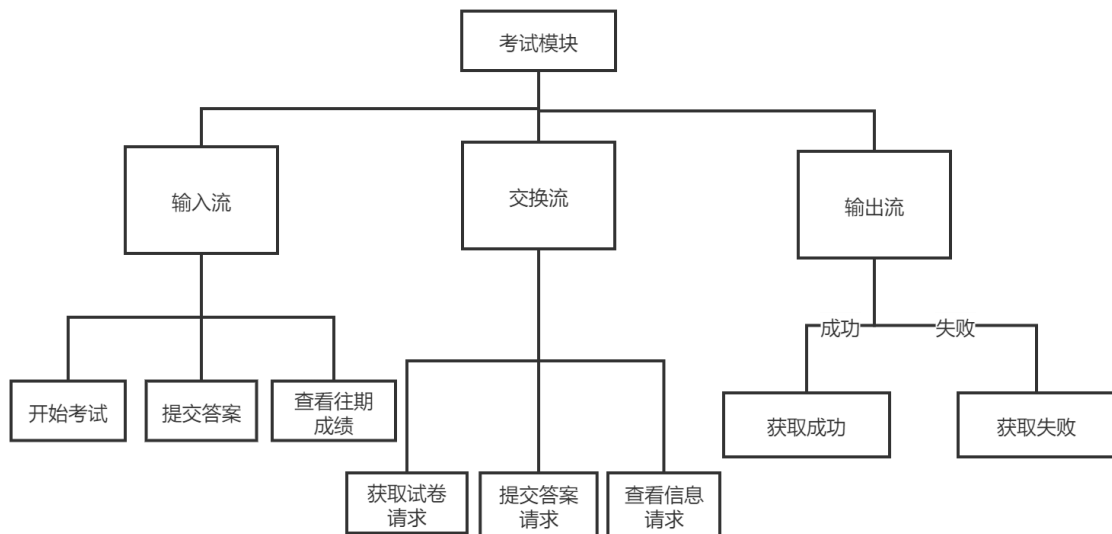 考试模块
输入流
交换流
输出流
成功
失败
开始考试
提交答案
查看往期
成绩
获取成功
获取失败
获取试卷
请求
提交答案
请求
查看信息
请求